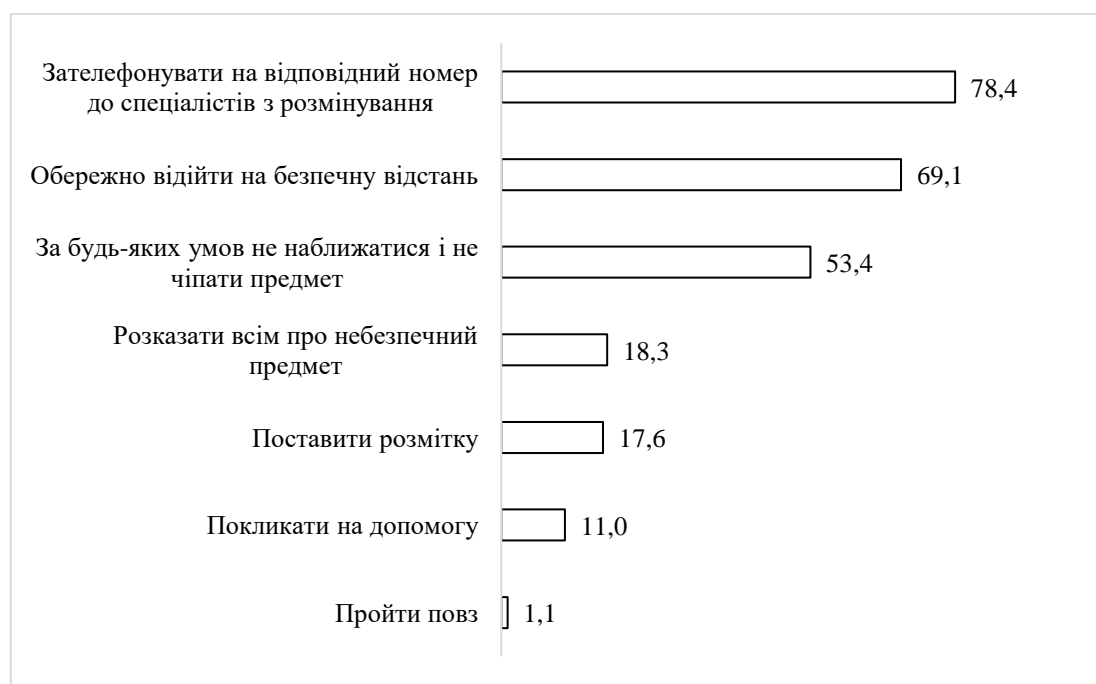 Зателефонувати на відповідний номер
до спеціалістів з розмінування
78,4
Обережно відійти на безпечну відстань
69,1
За будь-яких умов не наближатися і не
чіпати предмет
53,4
Розказати всім про небезпечний
предмет
18,3
Поставити розмітку
17,6
Покликати на допомогу
11,0
Пройти повз
1,1